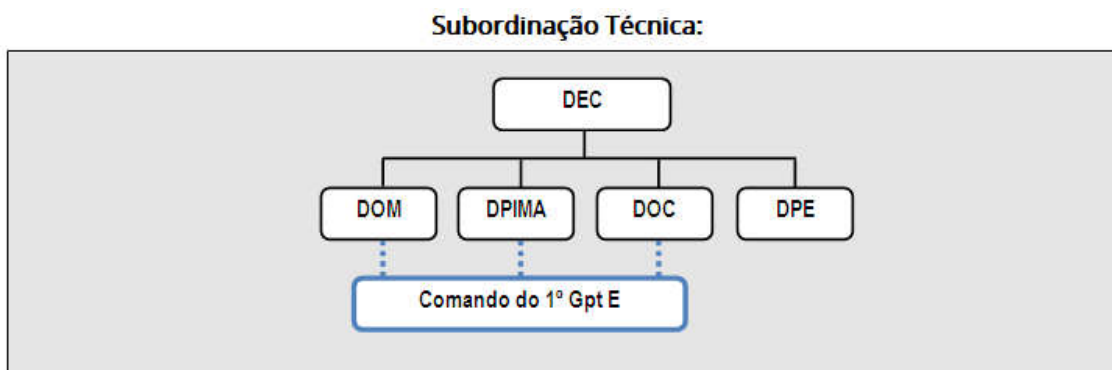 Subordinação Técnica:
DEC
DOM DPIMA DOC DPE
Comando do 1º Gpt E